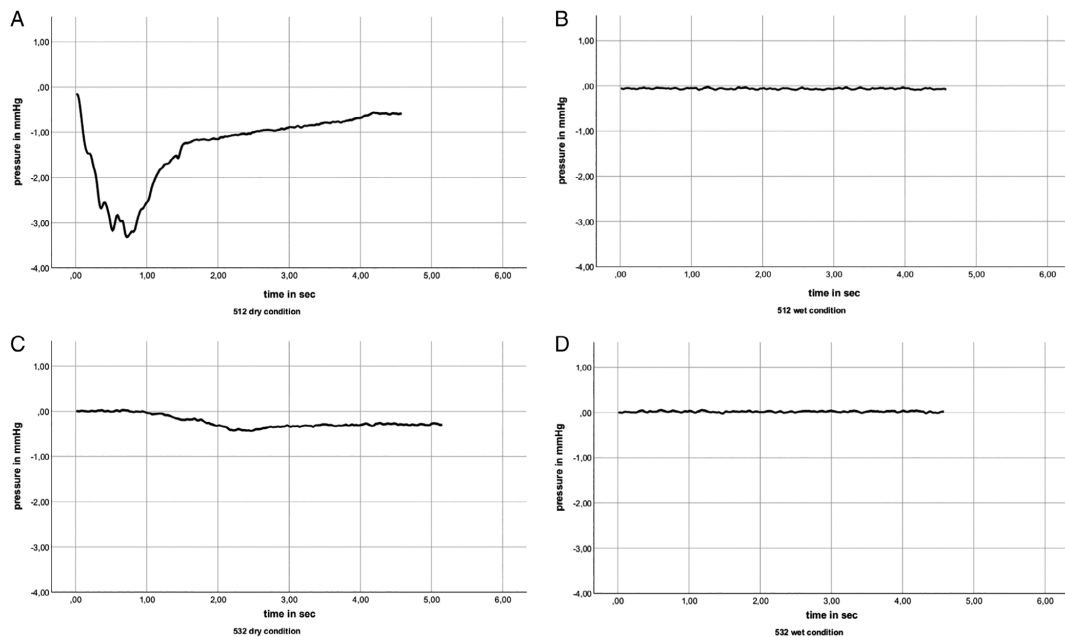 A
1,00
,00
-1,00
-2,00
-3,00
-4,00
pressure in mmHg
,00 1,00 2,00 3,00 4,00 5,00 6,00
time in sec
512 dry condition
B
1,00
,00
-1,00
-2,00
-3,00
-4,00
pressure in mmHg
,00 1,00 2,00 3,00 4,00 5,00 6,00
time in sec
512 wet condition
C
1,00
,00
-1,00
-2,00
-3,00
-4,00
pressure in mmHg
,00 1,00 2,00 3,00 4,00 5,00 6,00
time in sec
532 dry condition
D
1,00
,00
-1,00
-2,00
-3,00
-4,00
pressure in mmHg
,00 1,00 2,00 3,00 4,00 5,00 6,00
time in sec
532 wet condition